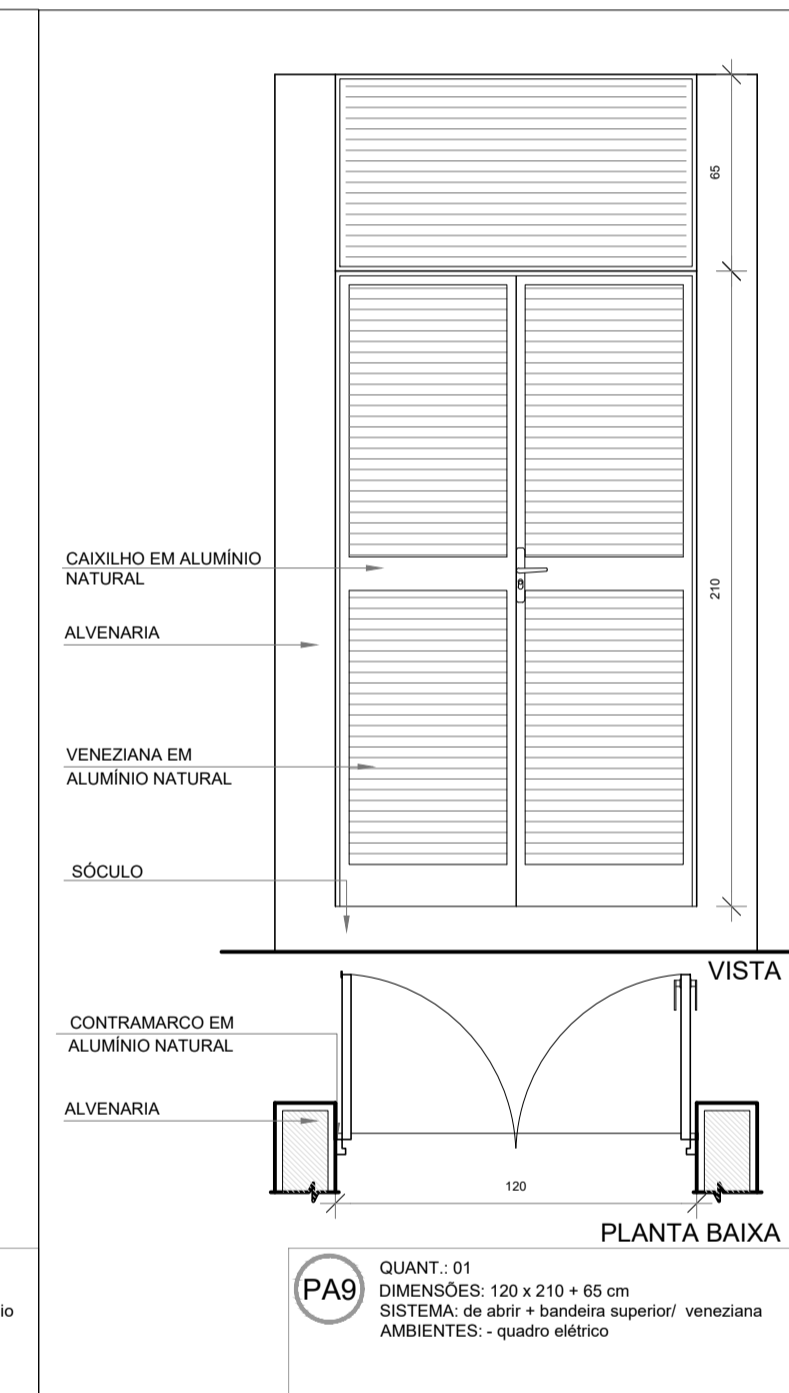 65
CAIXILHO EM ALUMÍNIO
NATURAL
210
ALVENARIA
VENEZIANA EM
ALUMÍNIO NATURAL
SÓCULO
VISTA
CONTRAMARCO EM
ALUMÍNIO NATURAL
ALVENARIA
120
PLANTA BAIXA
PA9
QUANT.: 01
DIMENSÕES: 120 x 210 + 65 cm
SISTEMA: de abrir + bandeira superior/ veneziana
AMBIENTES: - quadro elétrico
io